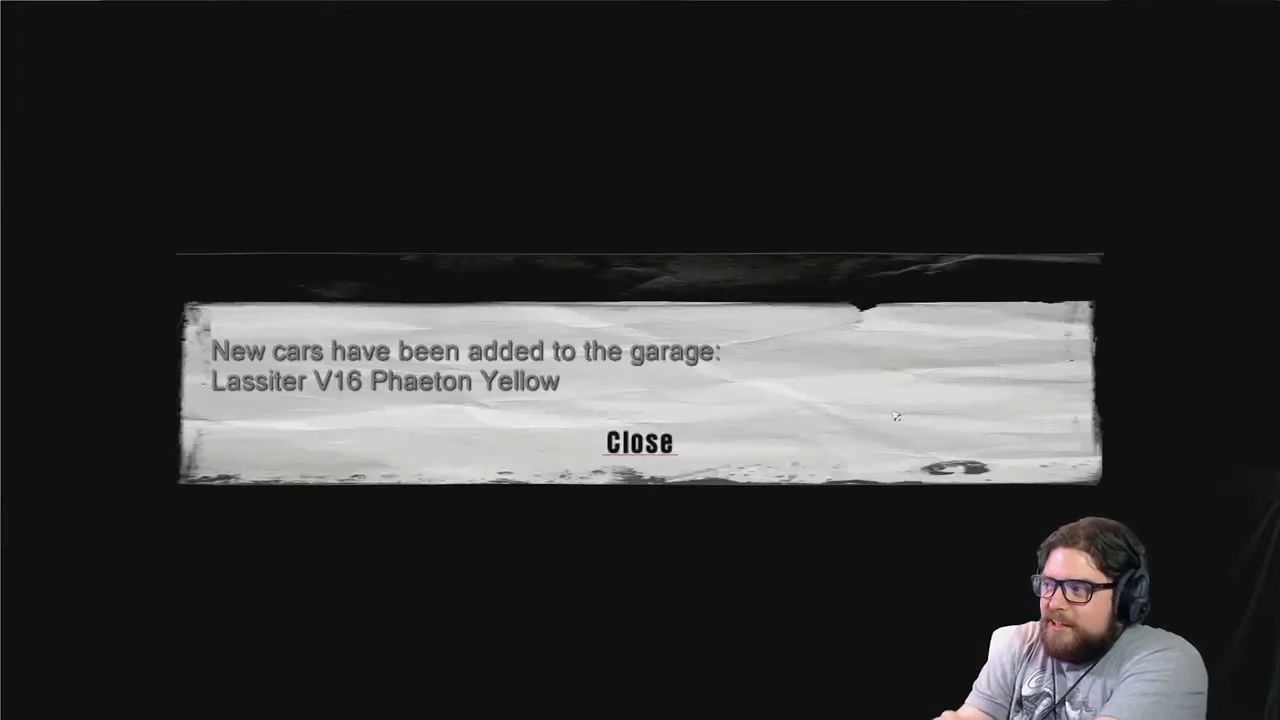 New cars have been added to the garage:
Lassiter V16 Phaeton Yellow
Close